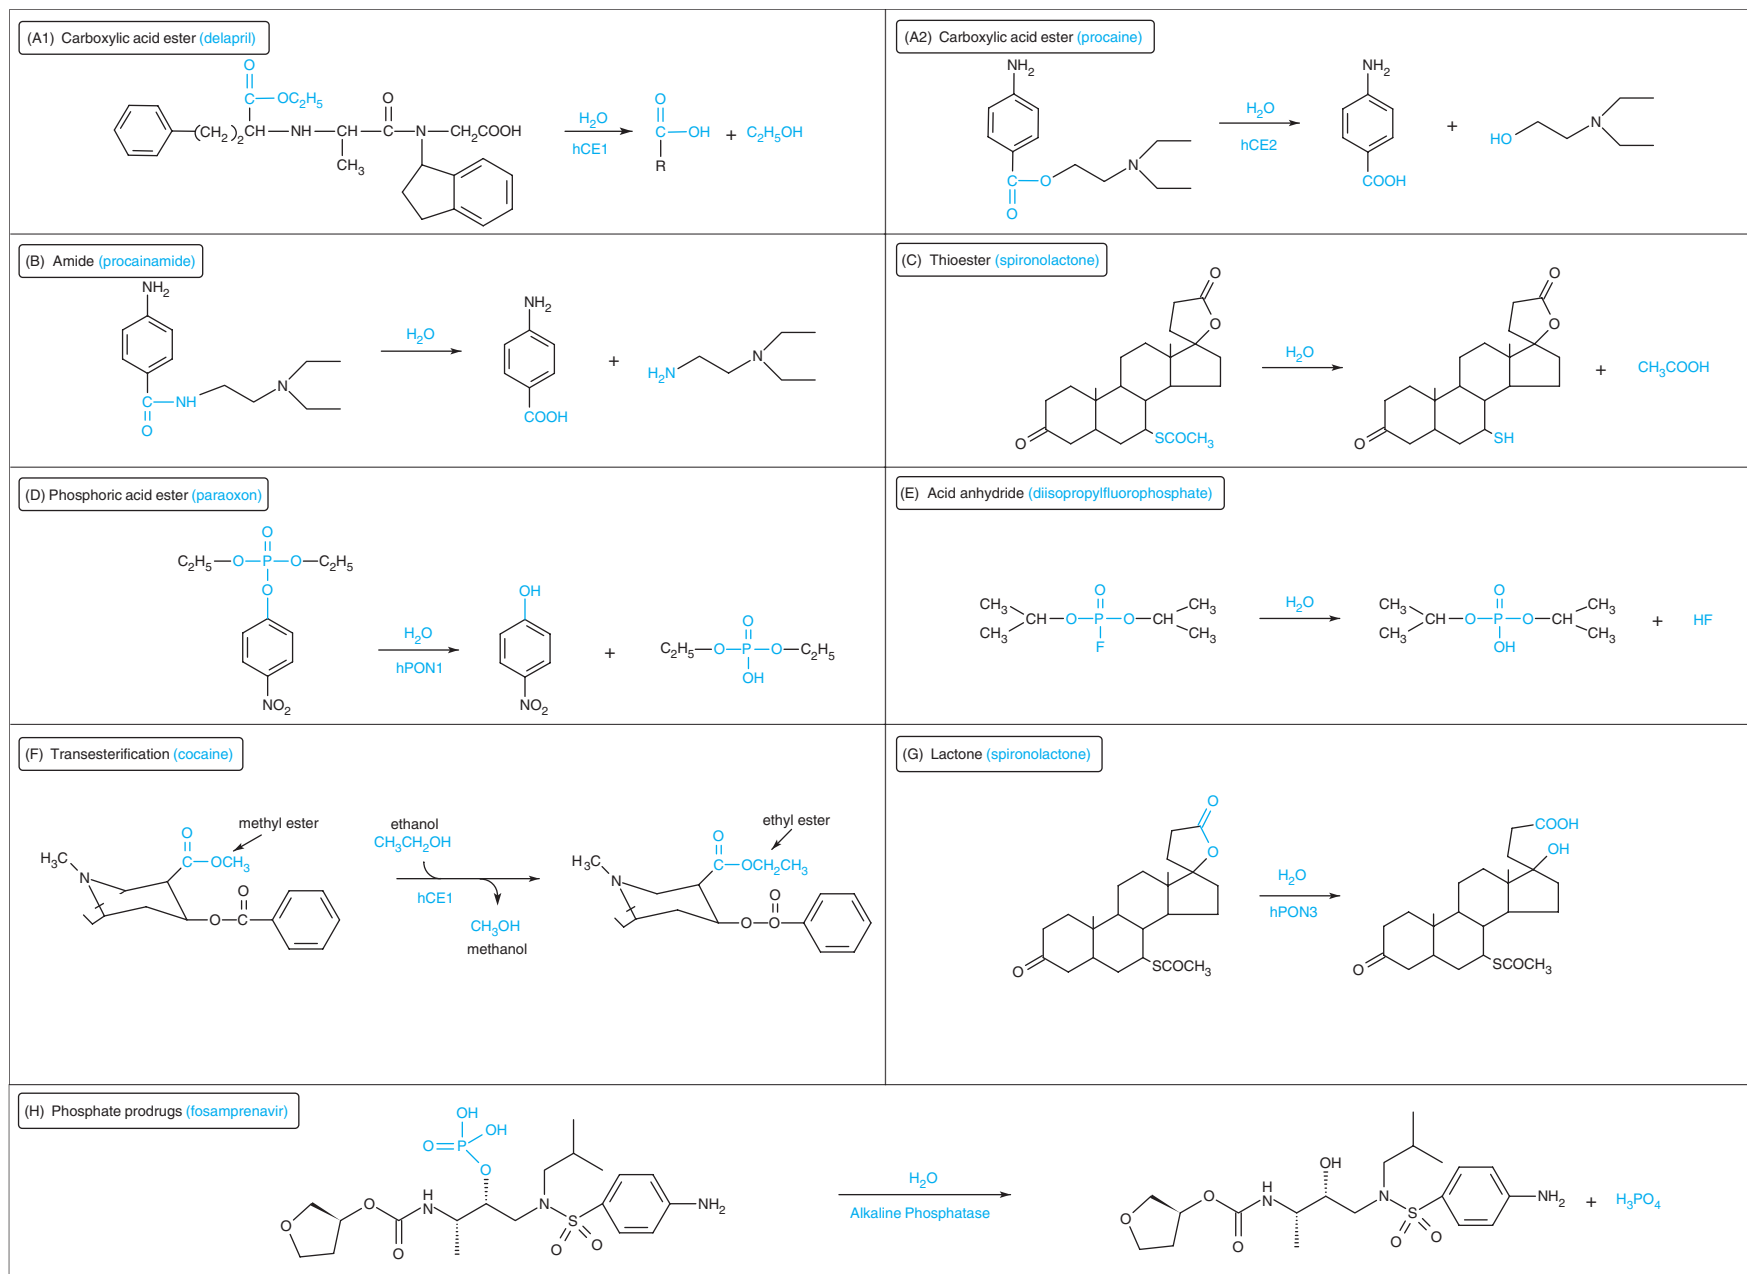 (A1) Carboxylic acid ester (delapril)
O
C—OC₂H₅
(CH₂)₂CH—NH—CH—C—N—CH₂COOH
O
CH₃
H₂O
hCE1
O
C—OH
R
+ C₂H₅OH
(A2) Carboxylic acid ester (procaine)
NH₂
C—O
O
N
H₂O
hCE2
NH₂
COOH
+
HO
N
(B) Amide (procainamide)
NH₂
C—NH
O
N
H₂O
NH₂
COOH
+
H₂N
N
(C) Thioester (spironolactone)
O
O
O
SCOCH₃
H₂O
O
O
O
SH
+
CH₃COOH
(D) Phosphoric acid ester (paraoxon)
O
C₂H₅—O—P—O—C₂H₅
O
NO₂
H₂O
hPON1
OH
NO₂
+
O
C₂H₅—O—P—O—C₂H₅
OH
(E) Acid anhydride (diisopropylfluorophosphate)
CH₃ O CH₃
CH—O—P—O—CH
CH₃ F CH₃
H₂O
CH₃ O CH₃
CH—O—P—O—CH
CH₃ OH CH₃
+ HF
(F) Transesterification (cocaine)
methyl ester
O
C—OCH₃
H₃C
N
O
O—C
ethanol
CH₃CH₂OH
hCE1
CH₃OH
methanol
ethyl ester
O
C—OCH₂CH₃
H₃C
N
O
O—O
(G) Lactone (spironolactone)
O
O
O
SCOCH₃
H₂O
hPON3
COOH
OH
O
SCOCH₃
(H) Phosphate prodrugs (fosamprenavir)
OH
OH
O=P
O
H
O O N N S NH₂
O O O
H₂O
Alkaline Phosphatase
OH
H
O O N N S NH₂
O O O
+ H₃PO₄